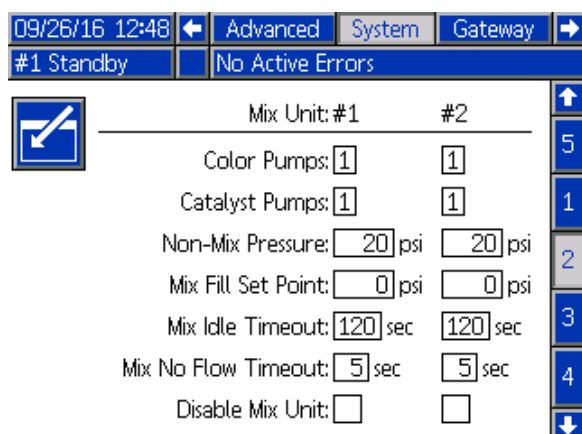 09/26/16 12:48 Advanced System Gateway
#1 Standby No Active Errors
Mix Unit: #1 #2
Color Pumps: 1 1
Catalyst Pumps: 1 1
Non-Mix Pressure: 20 psi 20 psi
Mix Fill Set Point: 0 psi 0 psi
Mix Idle Timeout: 120 sec 120 sec
Mix No Flow Timeout: 5 sec 5 sec
Disable Mix Unit:
5
1
2
3
4